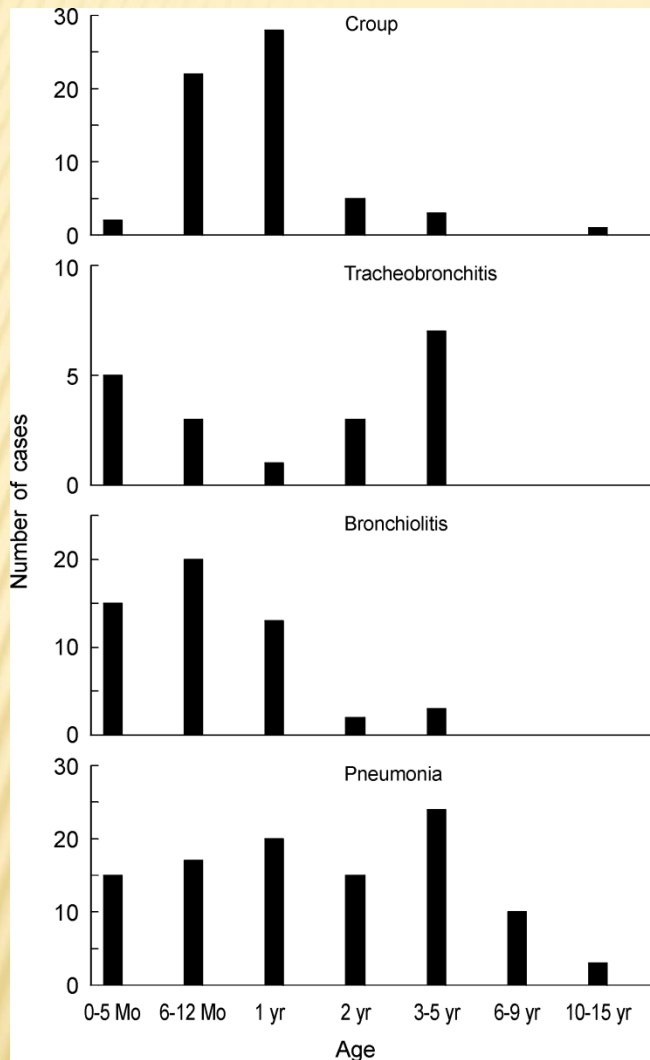 Croup
30
20
10
0
Tracheobronchitis
10
5
0
Number of cases
Bronchiolitis
20
10
0
Pneumonia
30
20
10
0
0-5 Mo 6-12 Mo 1 yr 2 yr 3-5 yr 6-9 yr 10-15 yr
Age